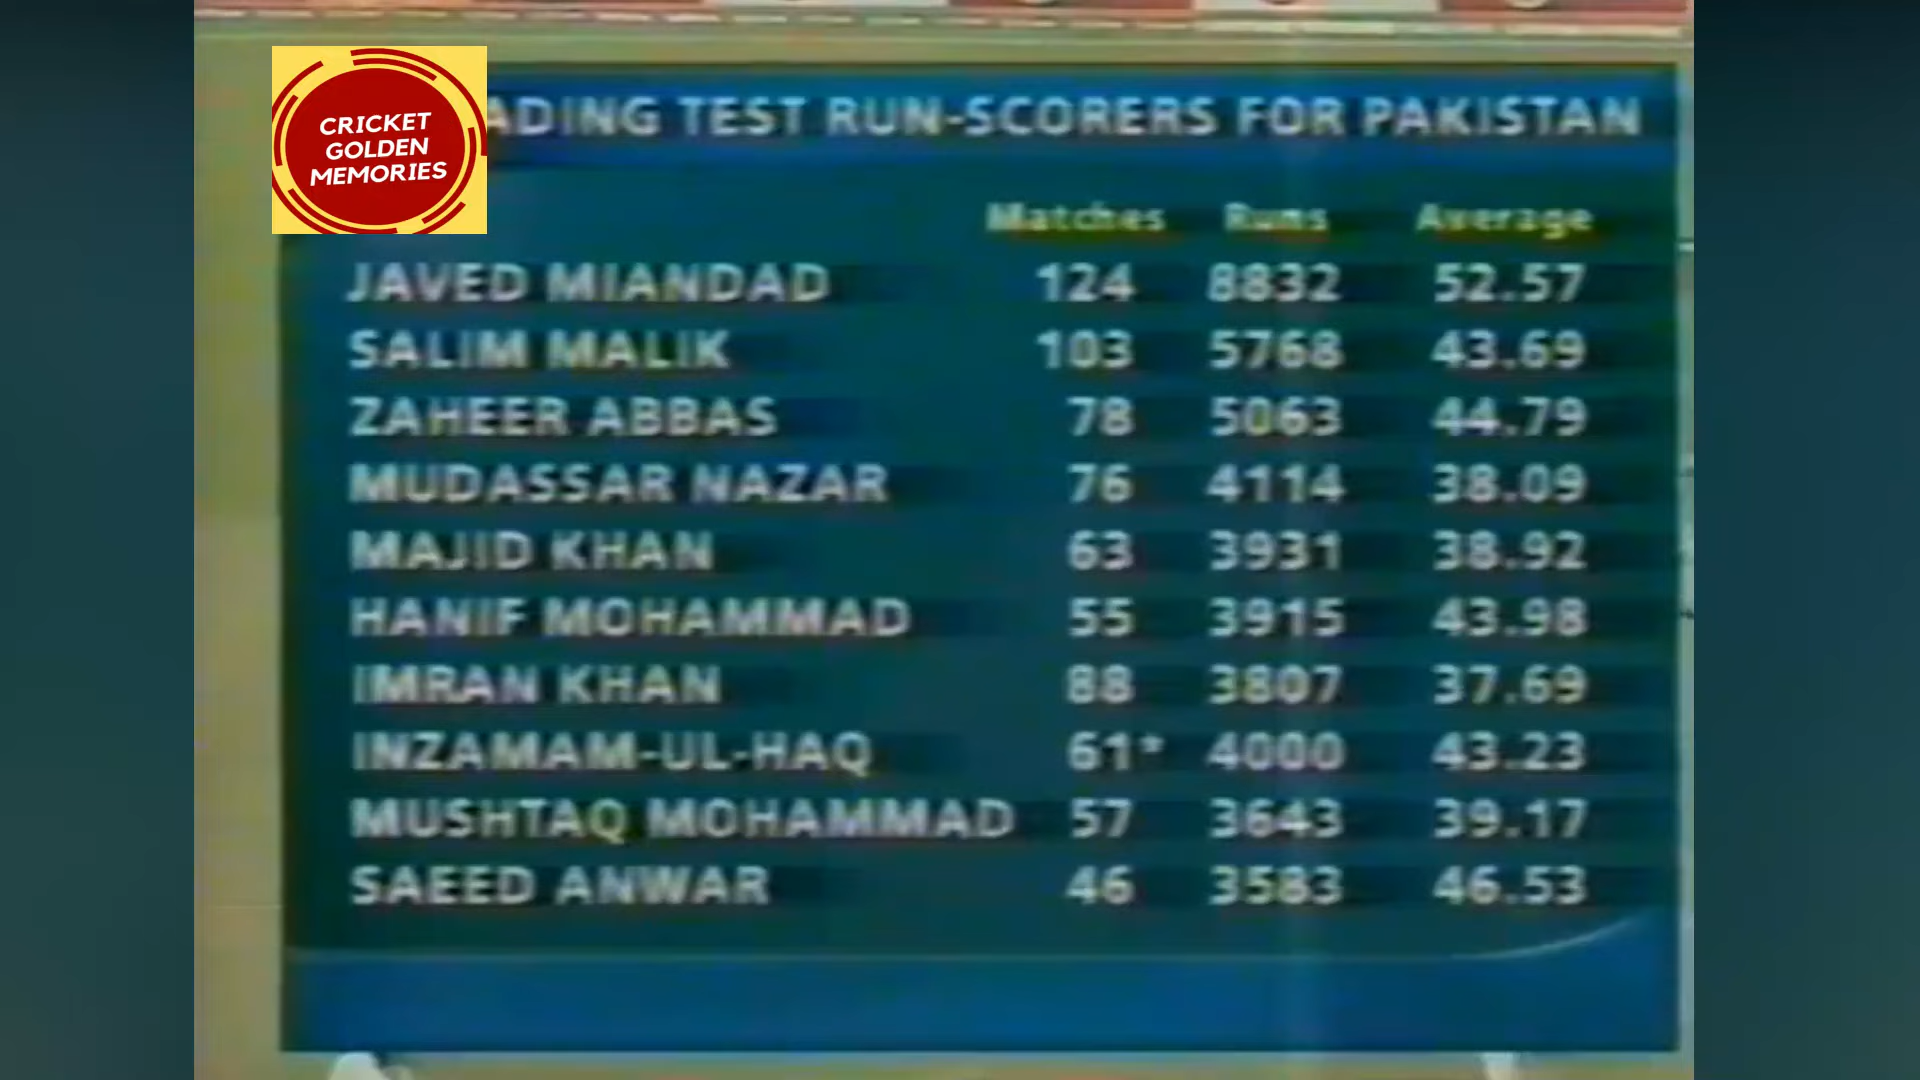 CRICKET
GOLDEN
MEMORIES
ADING TEST RUN-SCORERS FOR PAKISTAN
Matches Runs Average
JAVED MIANDAD 124 8832 52.57
SALIM MALIK 103 5768 43.69
ZAHEER ABBAS 78 5063 44.79
MUDASSAR NAZAR 76 4114 38.09
MAJID KHAN 63 3931 38.92
HANIF MOHAMMAD 55 3915 43.98
IMRAN KHAN 88 3807 37.69
INZAMAM-UL-HAQ 61* 4000 43.23
MUSHTAQ MOHAMMAD 57 3643 39.17
SAEED ANWAR 46 3583 46.53